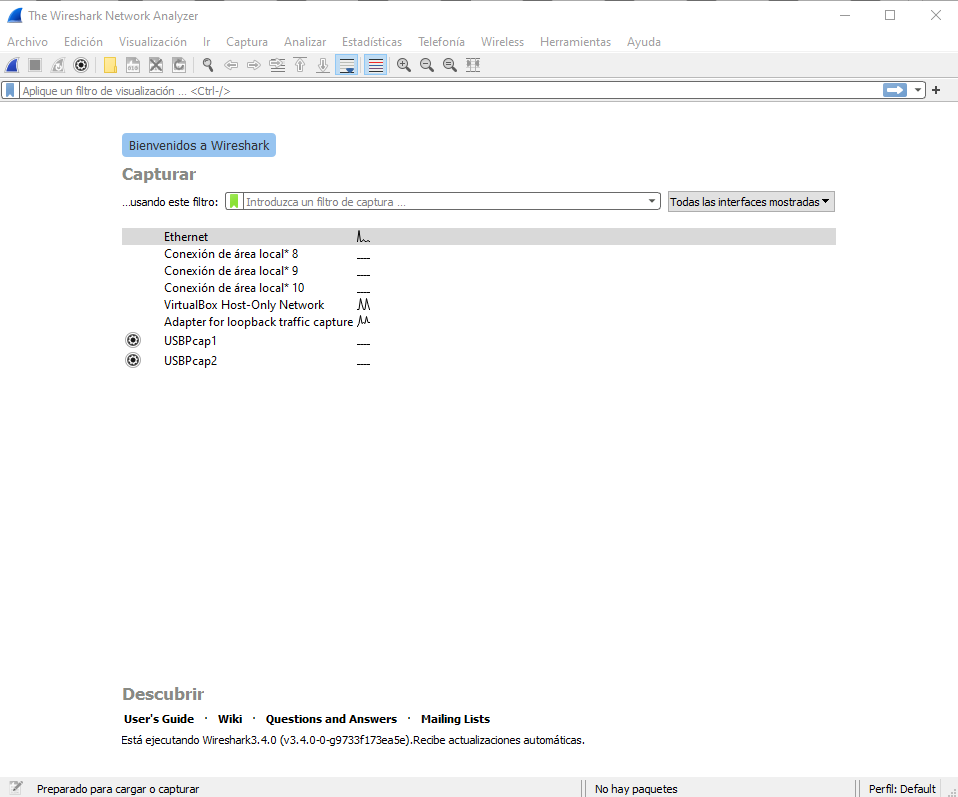 The Wireshark Network Analyzer
Archivo Edición Visualización Ir Captura Analizar Estadísticas Telefonía Wireless Herramientas Ayuda
Aplique un filtro de visualización ... <Ctrl-/>
Bienvenidos a Wireshark
Capturar
...usando este filtro: Introduzca un filtro de captura ... Todas las interfaces mostradas
Ethernet
Conexión de área local* 8
Conexión de área local* 9
Conexión de área local* 10
VirtualBox Host-Only Network
Adapter for loopback traffic capture
USBPcap1
USBPcap2
Descubrir
User's Guide · Wiki · Questions and Answers · Mailing Lists
Está ejecutando Wireshark3.4.0 (v3.4.0-0-g9733f173ea5e).Recibe actualizaciones automáticas.
Preparado para cargar o capturar No hay paquetes Perfil: Default